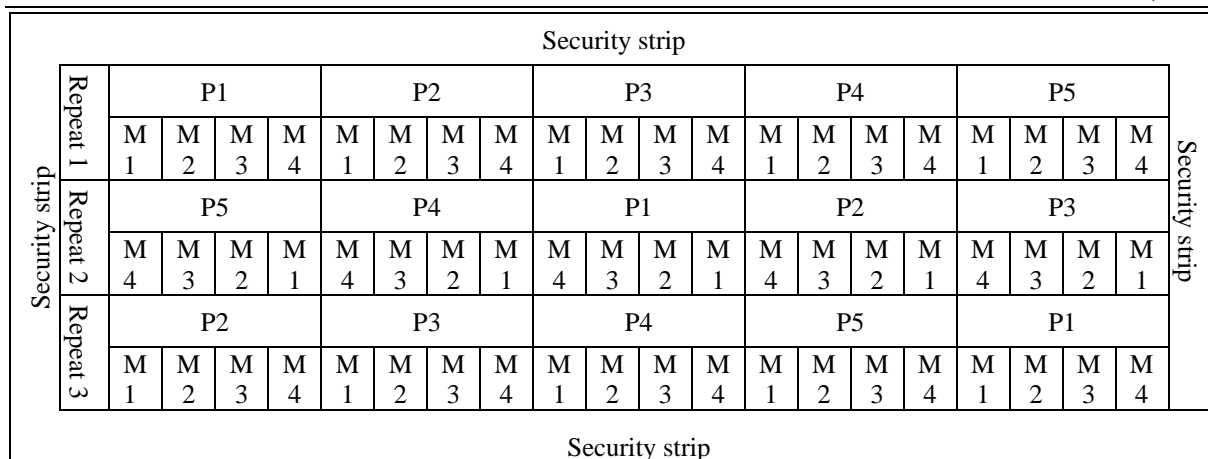 Security strip
Security strip
Repeat 1
P1 P2 P3 P4 P5
M1 M2 M3 M4 M1 M2 M3 M4 M1 M2 M3 M4 M1 M2 M3 M4 M1 M2 M3 M4
Repeat 2
P5 P4 P1 P2 P3
M4 M3 M2 M1 M4 M3 M2 M1 M4 M3 M2 M1 M4 M3 M2 M1 M4 M3 M2 M1
Repeat 3
P2 P3 P4 P5 P1
M1 M2 M3 M4 M1 M2 M3 M4 M1 M2 M3 M4 M1 M2 M3 M4 M1 M2 M3 M4
Security strip
Security strip